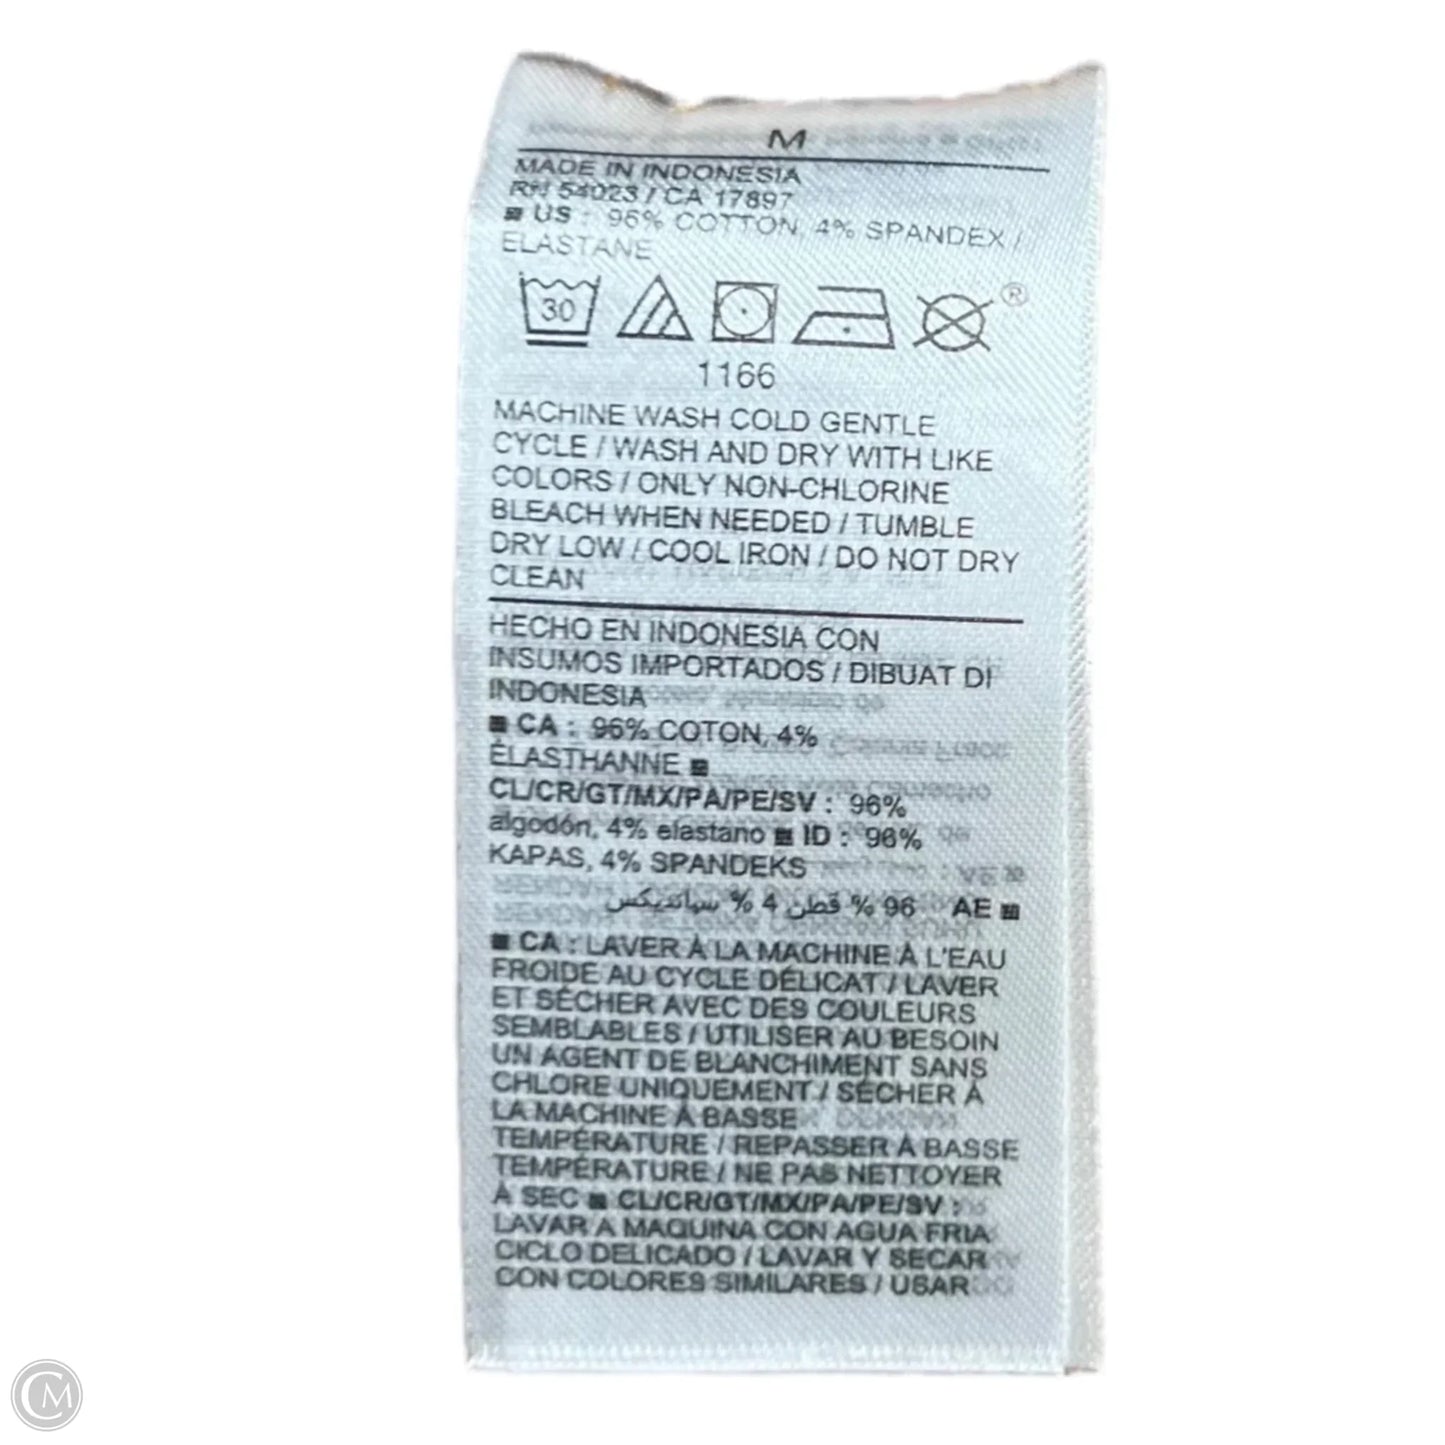 M
MADE IN INDONESIA
RN 54023 / CA 17897
■ US : 96% COTTON, 4% SPANDEX /
ELASTANE
30
®
1166
MACHINE WASH COLD GENTLE
CYCLE / WASH AND DRY WITH LIKE
COLORS / ONLY NON-CHLORINE
BLEACH WHEN NEEDED / TUMBLE
DRY LOW / COOL IRON / DO NOT DRY
CLEAN
HECHO EN INDONESIA CON
INSUMOS IMPORTADOS / DIBUAT DI
INDONESIA
■ CA : 96% COTON, 4%
ÉLASTHANNE ■
CL/CR/GT/MX/PA/PE/SV : 96%
algodón, 4% elastano ■ ID : 96%
KAPAS, 4% SPANDEKS
■ AE 96 % قطن 4 % سباندیکس
■ CA : LAVER À LA MACHINE À L'EAU
FROIDE AU CYCLE DÉLICAT / LAVER
ET SÉCHER AVEC DES COULEURS
SEMBLABLES / UTILISER AU BESOIN
UN AGENT DE BLANCHIMENT SANS
CHLORE UNIQUEMENT / SÉCHER À
LA MACHINE À BASSE
TEMPÉRATURE / REPASSER À BASSE
TEMPÉRATURE / NE PAS NETTOYER
À SEC ■ CL/CR/GT/MX/PA/PE/SV :
LAVAR A MAQUINA CON AGUA FRIA
CICLO DELICADO / LAVAR Y SECAR
CON COLORES SIMILARES / USAR
CM